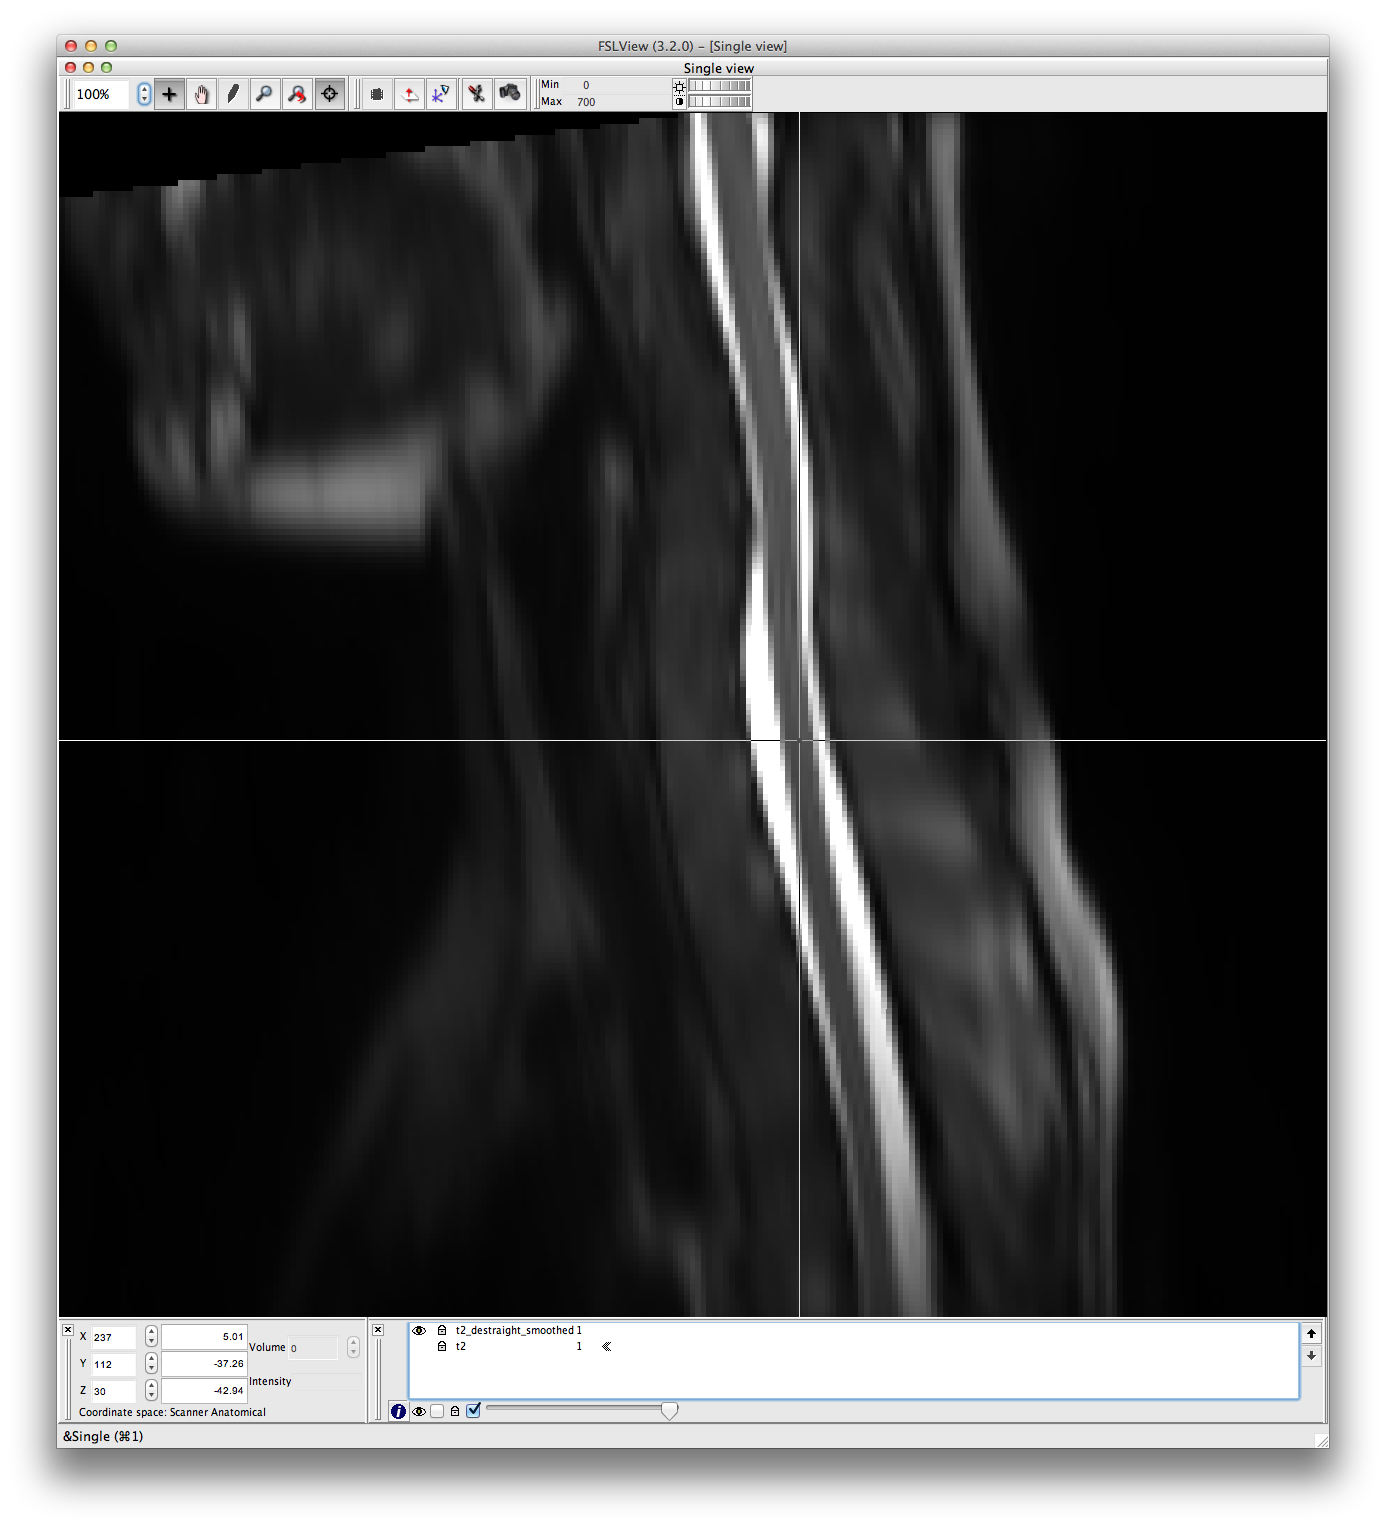 FSLView (3.2.0) – [Single view]
Single view
100%
Min 0
Max 700
X 237 5.01
Y 112 -37.26
Z 30 -42.94
Volume 0
Intensity
Coordinate space: Scanner Anatomical
t2_destraight_smoothed 1
t2 1
&Single (⌘1)